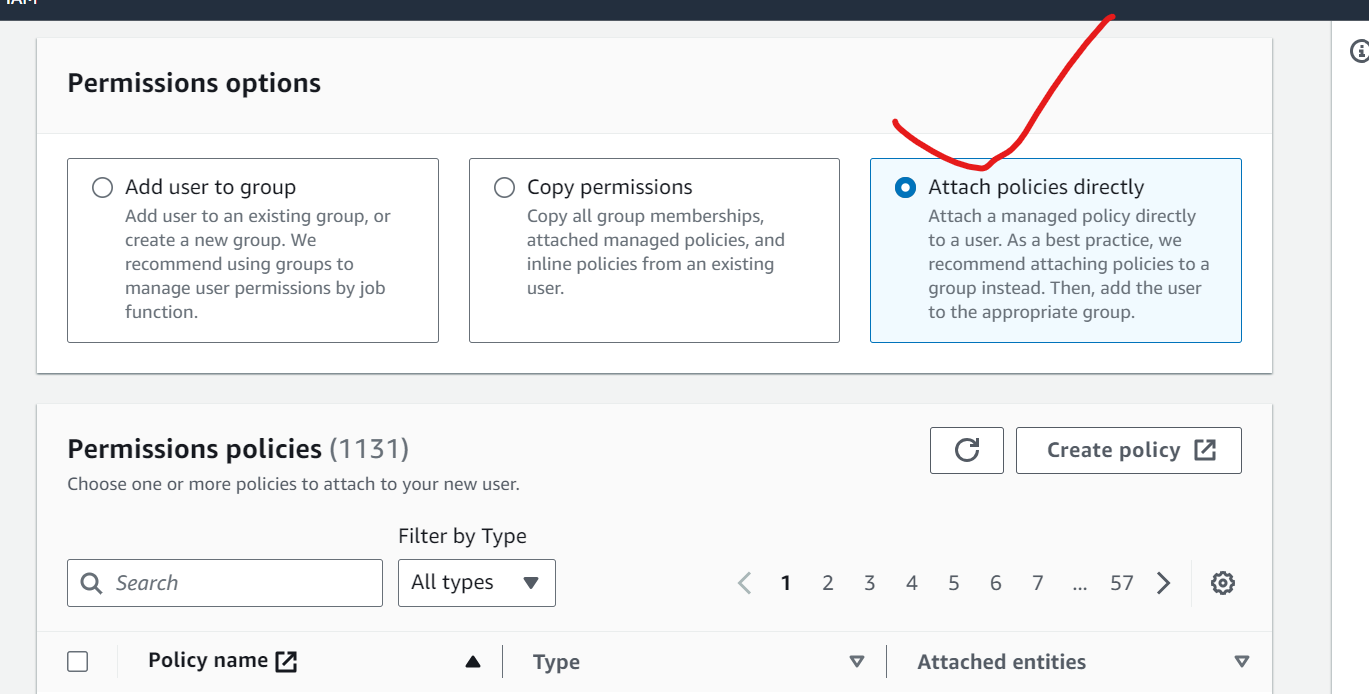 IAM
Permissions options
Add user to group
Add user to an existing group, or
create a new group. We
recommend using groups to
manage user permissions by job
function.
Copy permissions
Copy all group memberships,
attached managed policies, and
inline policies from an existing
user.
Attach policies directly
Attach a managed policy directly
to a user. As a best practice, we
recommend attaching policies to a
group instead. Then, add the user
to the appropriate group.
Permissions policies (1131)
Create policy
Choose one or more policies to attach to your new user.
Filter by Type
Search
All types
1 2 3 4 5 6 7 ... 57
Policy name
Type
Attached entities